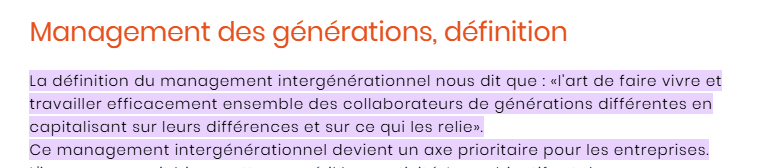 Management des générations, définition
La définition du management intergénérationnel nous dit que : «l'art de faire vivre et
travailler efficacement ensemble des collaborateurs de générations différentes en
capitalisant sur leurs différences et sur ce qui les relie».
Ce management intergénérationnel devient un axe prioritaire pour les entreprises.